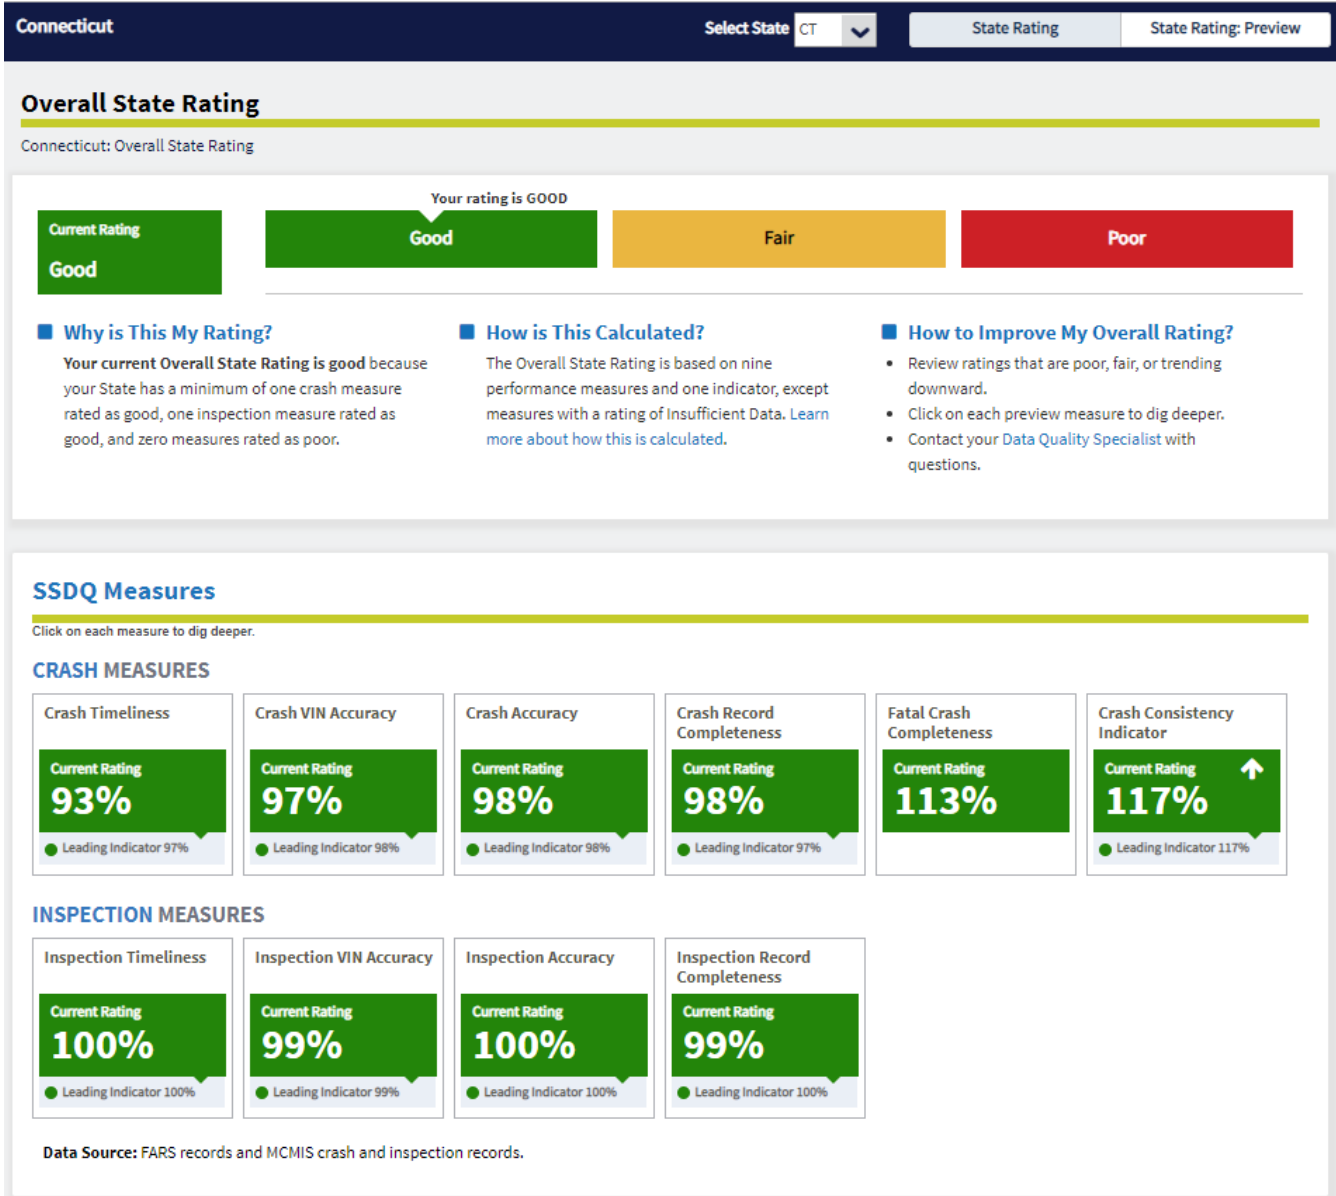 Connecticut
Select State CT
State Rating
State Rating: Preview
Overall State Rating
Connecticut: Overall State Rating
Your rating is GOOD
Current Rating
Good
Good
Fair
Poor
Why is This My Rating?
Your current Overall State Rating is good because
your State has a minimum of one crash measure
rated as good, one inspection measure rated as
good, and zero measures rated as poor.
How is This Calculated?
The Overall State Rating is based on nine
performance measures and one indicator, except
measures with a rating of Insufficient Data. Learn
more about how this is calculated.
How to Improve My Overall Rating?
• Review ratings that are poor, fair, or trending
downward.
• Click on each preview measure to dig deeper.
• Contact your Data Quality Specialist with
questions.
SSDQ Measures
Click on each measure to dig deeper.
CRASH MEASURES
Crash Timeliness
Current Rating
93%
Leading Indicator 97%
Crash VIN Accuracy
Current Rating
97%
Leading Indicator 98%
Crash Accuracy
Current Rating
98%
Leading Indicator 98%
Crash Record
Completeness
Current Rating
98%
Leading Indicator 97%
Fatal Crash
Completeness
Current Rating
113%
Crash Consistency
Indicator
Current Rating
117%
Leading Indicator 117%
INSPECTION MEASURES
Inspection Timeliness
Current Rating
100%
Leading Indicator 100%
Inspection VIN Accuracy
Current Rating
99%
Leading Indicator 99%
Inspection Accuracy
Current Rating
100%
Leading Indicator 100%
Inspection Record
Completeness
Current Rating
99%
Leading Indicator 100%
Data Source: FARS records and MCMIS crash and inspection records.